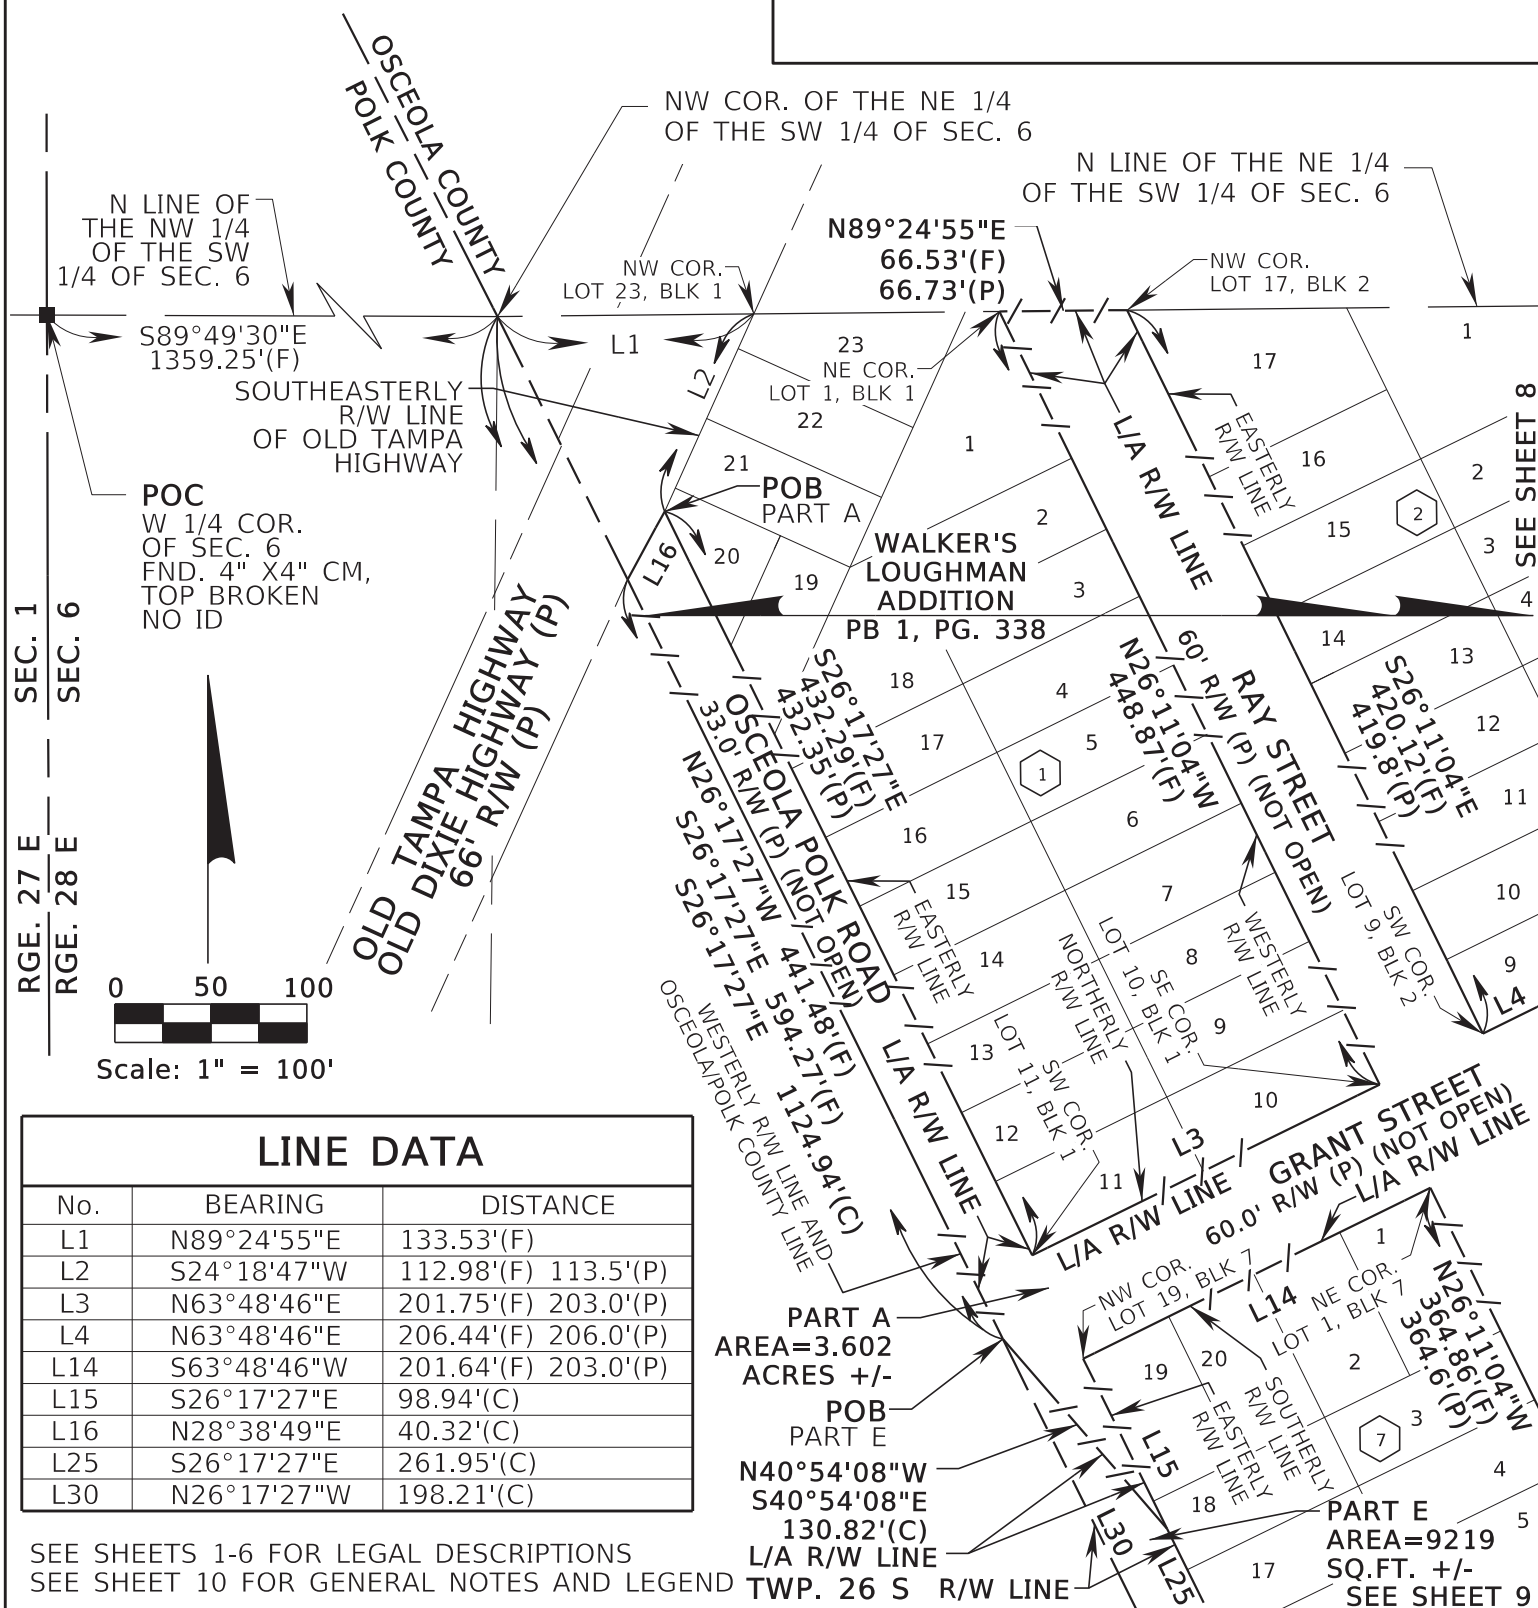 OSCEOLA COUNTY
POLK COUNTY
NW COR. OF THE NE 1/4
OF THE SW 1/4 OF SEC. 6
N LINE OF THE NE 1/4
OF THE SW 1/4 OF SEC. 6
N LINE OF
THE NW 1/4
OF THE SW
1/4 OF SEC. 6
N89°24'55"E
66.53'(F)
66.73'(P)
NW COR.
LOT 23, BLK 1
NW COR.
LOT 17, BLK 2
S89°49'30"E
1359.25'(F)
L1
L2
23
NE COR.
LOT 1, BLK 1
22
21
20
19
17
1
16
15
2
2
3
4
14
13
12
11
10
9
SEE SHEET 8
SOUTHEASTERLY
R/W LINE
OF OLD TAMPA
HIGHWAY
POC
W 1/4 COR.
OF SEC. 6
FND. 4" X4" CM,
TOP BROKEN
NO ID
POB
PART A
L16
L/A R/W LINE
EASTERLY
R/W LINE
WALKER'S
LOUGHMAN
ADDITION
PB 1, PG. 338
SEC. 1
SEC. 6
RGE. 27 E
RGE. 28 E
OLD TAMPA HIGHWAY
OLD DIXIE HIGHWAY (P)
66' R/W (P)
1
2
3
4
5
6
7
8
9
10
18
17
16
15
14
13
12
11
1
S26°17'27"E
432.29'(F)
432.35'(P)
OSCEOLA POLK ROAD
33.0' R/W (P) (NOT OPEN)
N26°17'27"W 441.48'(F)
S26°17'27"E 594.27'(F)
S26°17'27"E 1124.94'(C)
WESTERLY R/W LINE AND
OSCEOLA/POLK COUNTY LINE
EASTERLY
R/W LINE
L/A R/W LINE
N26°11'04"W
448.87'(F)
60' R/W (P) (NOT OPEN)
RAY STREET
S26°11'04"E
420.12'(F)
419.8'(P)
WESTERLY
R/W LINE
NORTHERLY
R/W LINE
SE COR.
LOT 10, BLK 1
SW COR.
LOT 11, BLK 1
SW COR.
LOT 9, BLK 2
L4
L3
L/A R/W LINE
GRANT STREET
60.0' R/W (P) (NOT OPEN)
L/A R/W LINE
0 50 100
Scale: 1" = 100'
LINE DATA
No. BEARING DISTANCE
L1 N89°24'55"E 133.53'(F)
L2 S24°18'47"W 112.98'(F) 113.5'(P)
L3 N63°48'46"E 201.75'(F) 203.0'(P)
L4 N63°48'46"E 206.44'(F) 206.0'(P)
L14 S63°48'46"W 201.64'(F) 203.0'(P)
L15 S26°17'27"E 98.94'(C)
L16 N28°38'49"E 40.32'(C)
L25 S26°17'27"E 261.95'(C)
L30 N26°17'27"W 198.21'(C)
NW COR.
LOT 19, BLK 7
L14
NE COR.
LOT 1, BLK 7
N26°11'04"W
364.86'(F)
364.6'(P)
1
2
3
4
5
7
20
19
18
17
SOUTHERLY
R/W LINE
EASTERLY
R/W LINE
PART A
AREA=3.602
ACRES +/-
POB
PART E
N40°54'08"W
S40°54'08"E
130.82'(C)
L/A R/W LINE
TWP. 26 S R/W LINE
L15
L30
L25
PART E
AREA=9219
SQ.FT. +/-
SEE SHEET 9
SEE SHEETS 1-6 FOR LEGAL DESCRIPTIONS
SEE SHEET 10 FOR GENERAL NOTES AND LEGEND